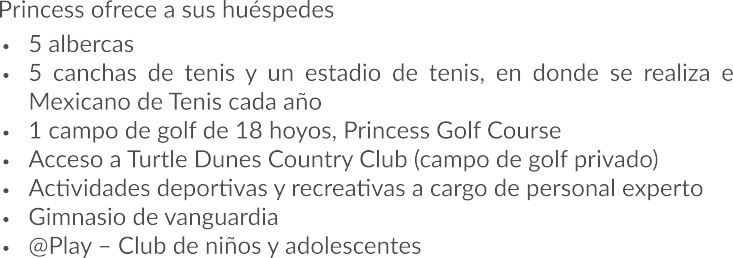 Princess ofrece a sus huéspedes
• 5 albercas
• 5 canchas de tenis y un estadio de tenis, en donde se realiza e
Mexicano de Tenis cada año
• 1 campo de golf de 18 hoyos, Princess Golf Course
• Acceso a Turtle Dunes Country Club (campo de golf privado)
• Actividades deportivas y recreativas a cargo de personal experto
• Gimnasio de vanguardia
• @Play – Club de niños y adolescentes